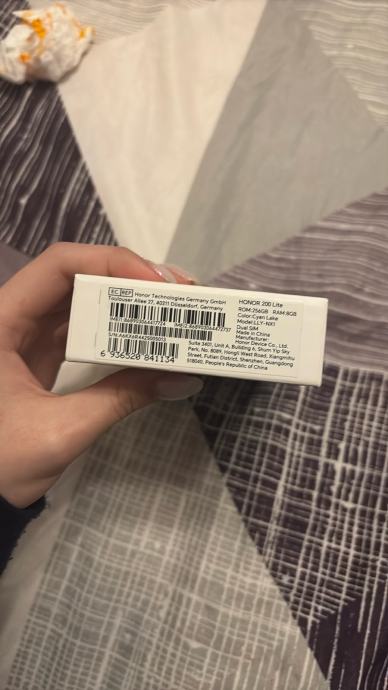 EC REP Honor Technologies Germany GmbH
Toulouser Allee 27, 40211 Düsseldorf, Germany
HONOR 200 Lite
ROM:256GB RAM:8GB
Color:Cyan Lake
Model:LLY-NX1
Dual SIM
Made in China
Manufacturer:
Honor Device Co., Ltd.
Suite 3401, Unit A, Building 6, Shum Yip Sky
Park, No. 8089, Hongli West Road, Xiangmihu
Street, Futian District, Shenzhen, Guangdong
518040, People's Republic of China
6 936520 841134